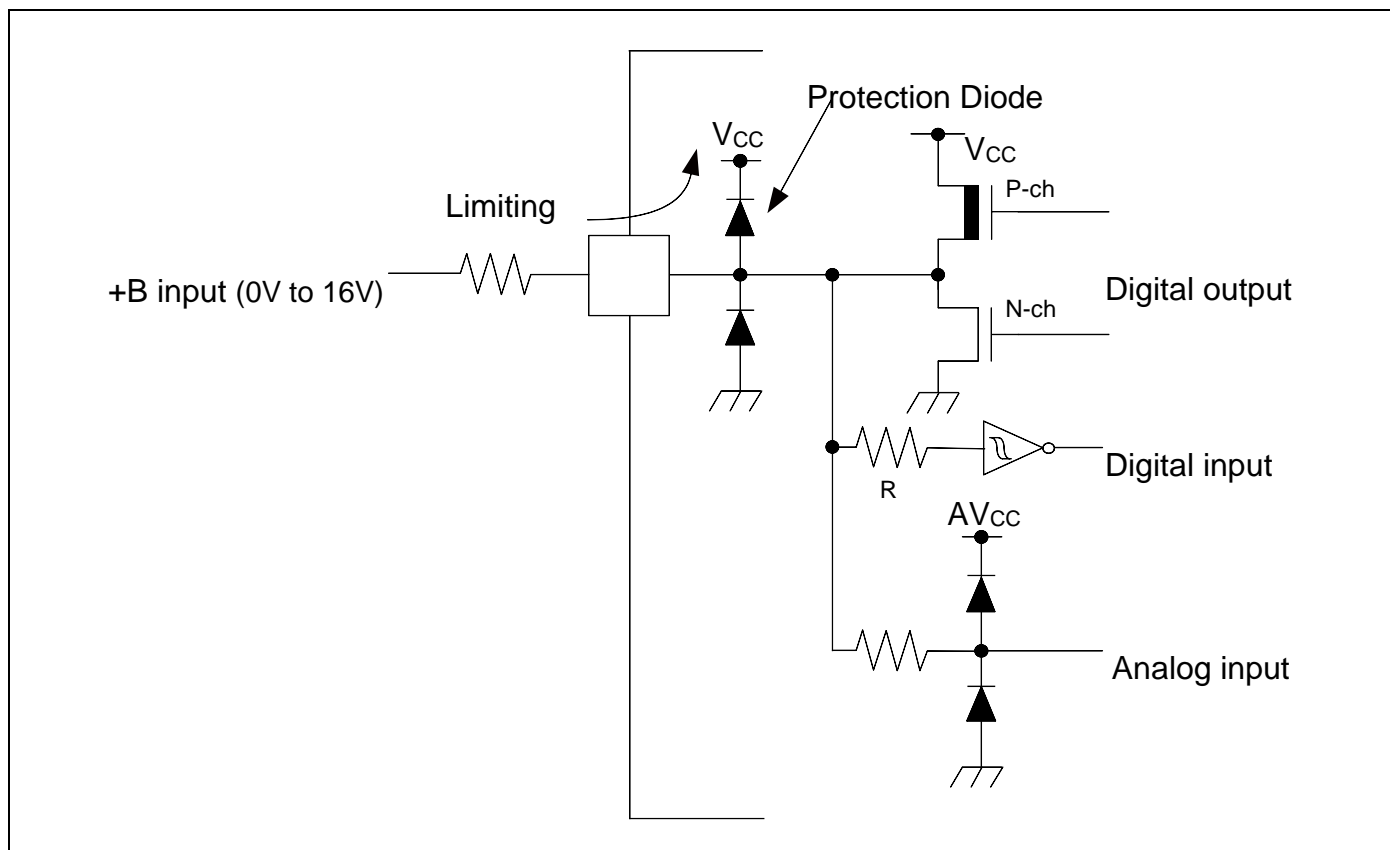 Protection Diode
VCC
VCC
P-ch
Limiting
+B input (0V to 16V)
Digital output
N-ch
Digital input
R
AVCC
Analog input